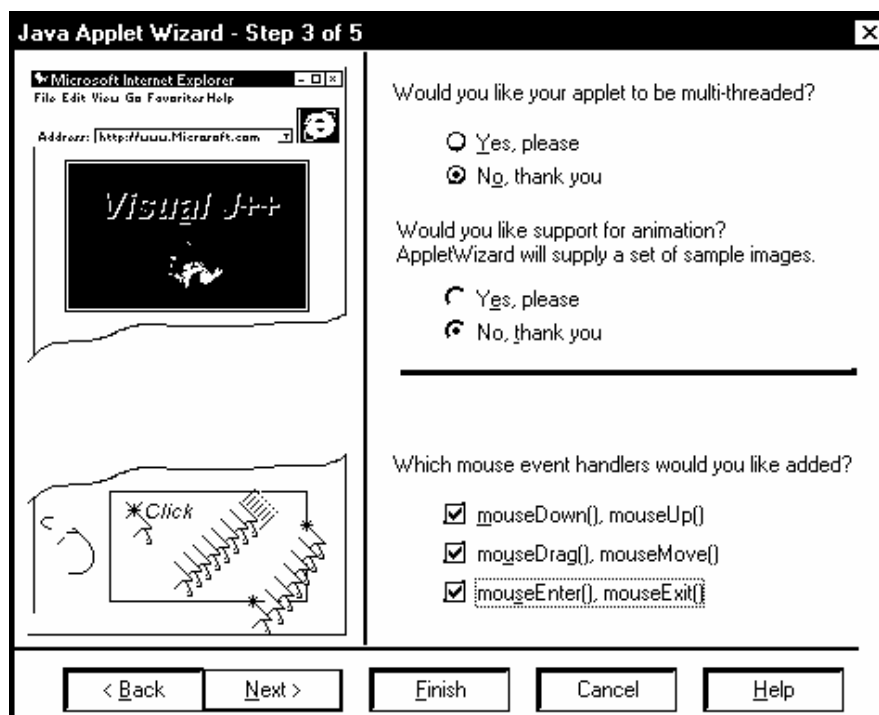 Java Applet Wizard - Step 3 of 5
Microsoft Internet Explorer
File Edit View Go Favorites Help
Address: http://www.Microsoft.com
Visual J++
Click
Would you like your applet to be multi-threaded?
Yes, please
No, thank you
Would you like support for animation?
AppletWizard will supply a set of sample images.
Yes, please
No, thank you
Which mouse event handlers would you like added?
mouseDown(), mouseUp()
mouseDrag(), mouseMove()
mouseEnter(), mouseExit()
< Back Next > Finish Cancel Help